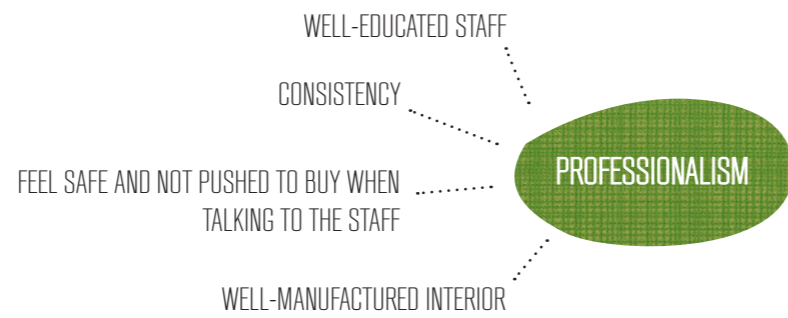 WELL-EDUCATED STAFF
CONSISTENCY
FEEL SAFE AND NOT PUSHED TO BUY WHEN
TALKING TO THE STAFF
WELL-MANUFACTURED INTERIOR
PROFESSIONALISM